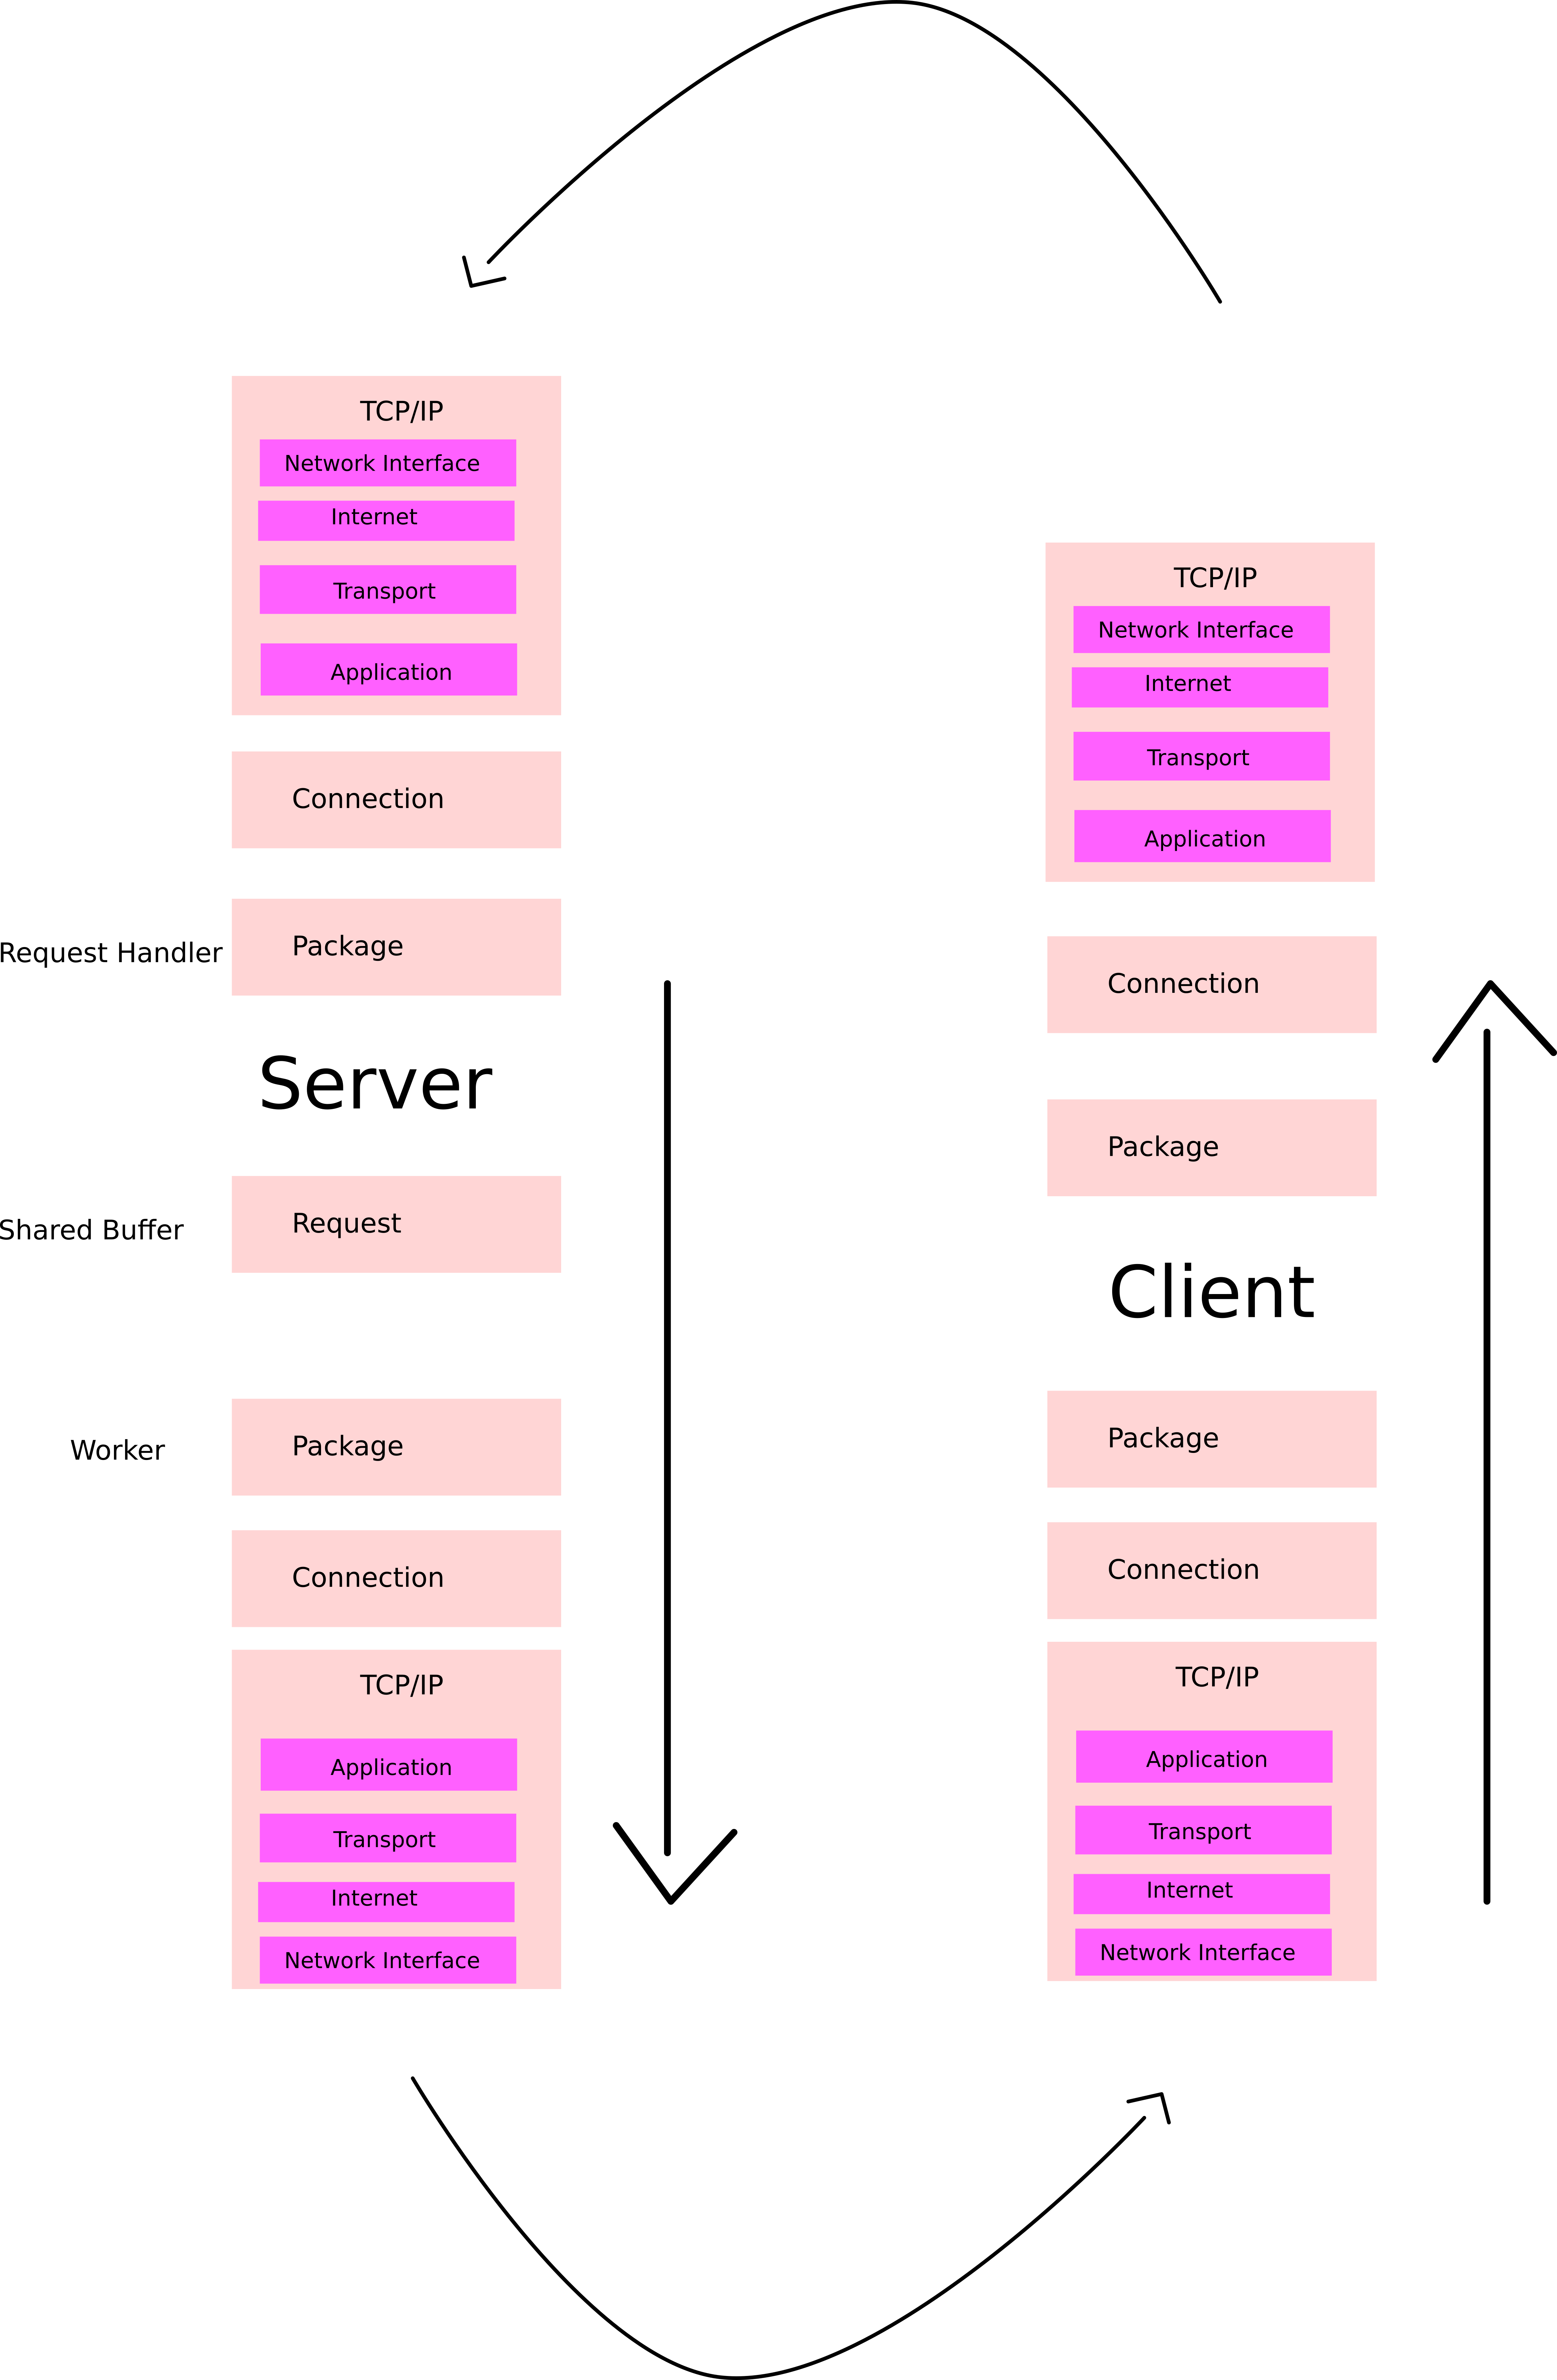 TCP/IP
Network Interface
Internet
Transport
Application
Connection
Request Handler
Package
Server
Shared Buffer
Request
Worker
Package
Connection
TCP/IP
Application
Transport
Internet
Network Interface
TCP/IP
Network Interface
Internet
Transport
Application
Connection
Package
Client
Package
Connection
TCP/IP
Application
Transport
Internet
Network Interface